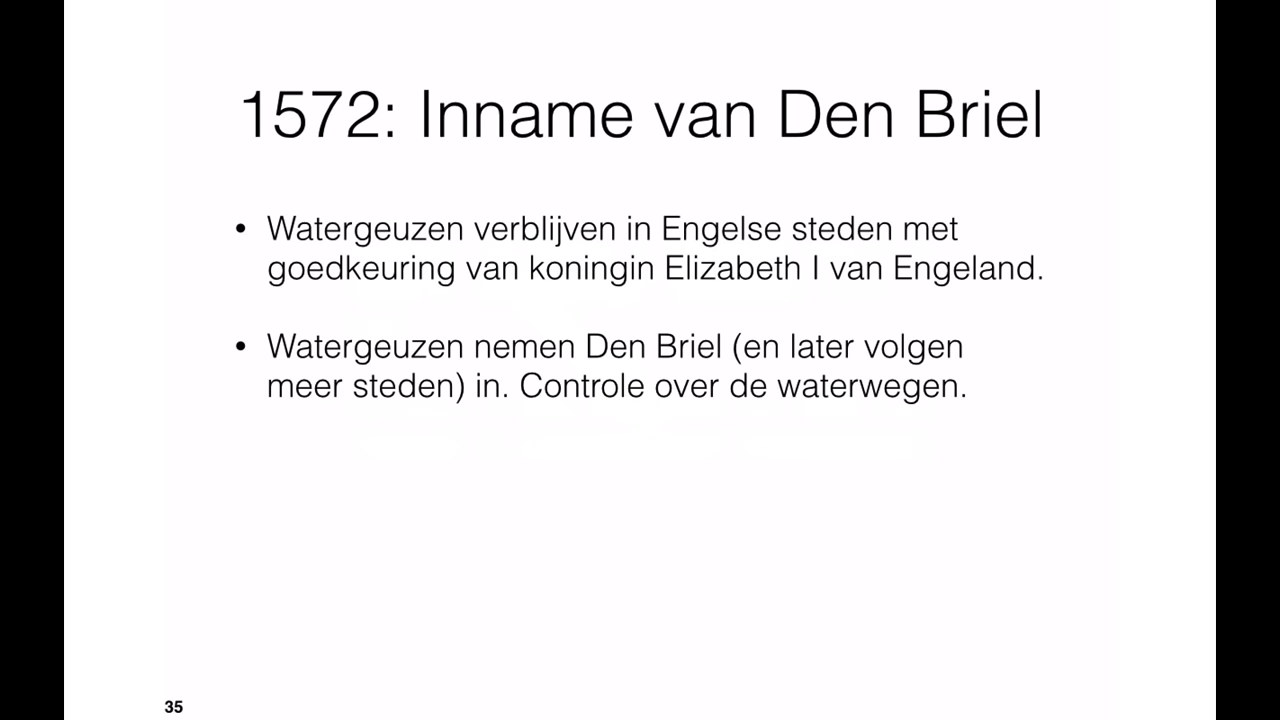 1572: Inname van Den Briel
• Watergeuzen verblijven in Engelse steden met
goedkeuring van koningin Elizabeth I van Engeland.
• Watergeuzen nemen Den Briel (en later volgen
meer steden) in. Controle over de waterwegen.
35